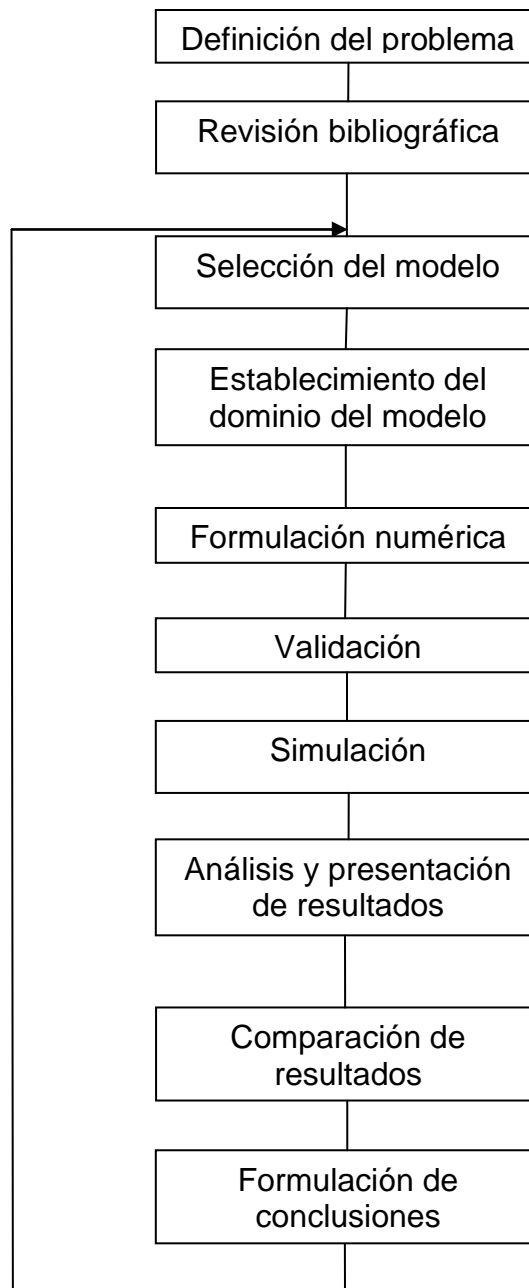 Definición del problema
Revisión bibliográfica
Selección del modelo
Establecimiento del
dominio del modelo
Formulación numérica
Validación
Simulación
Análisis y presentación
de resultados
Comparación de
resultados
Formulación de
conclusiones